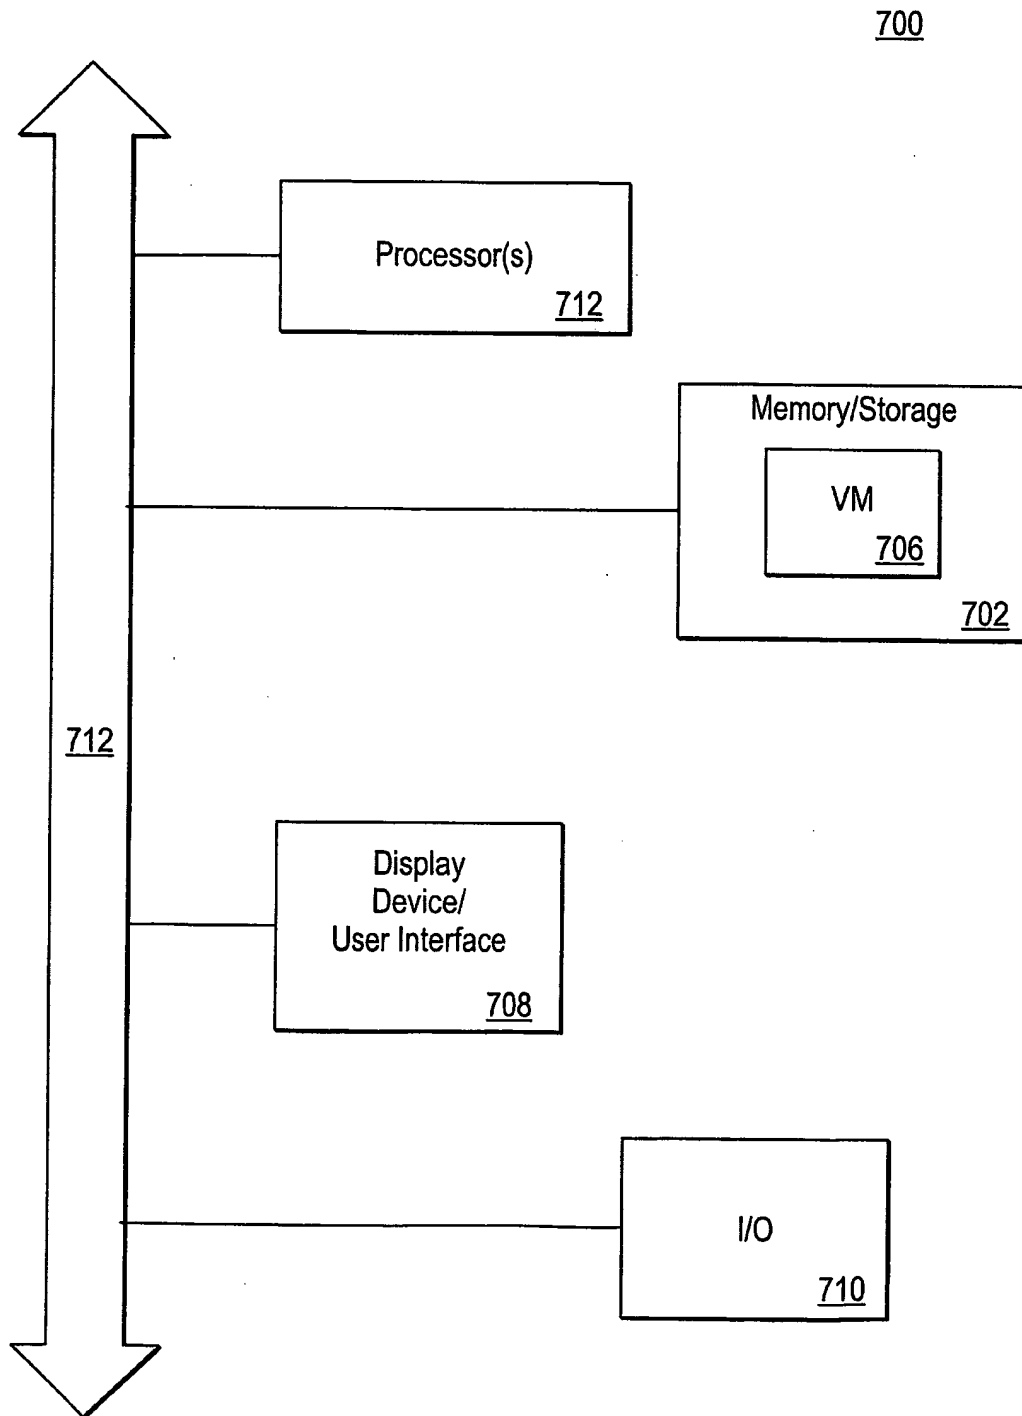 700
Processor(s)
712
Memory/Storage
VM
706
702
712
Display
Device/
User Interface
708
I/O
710